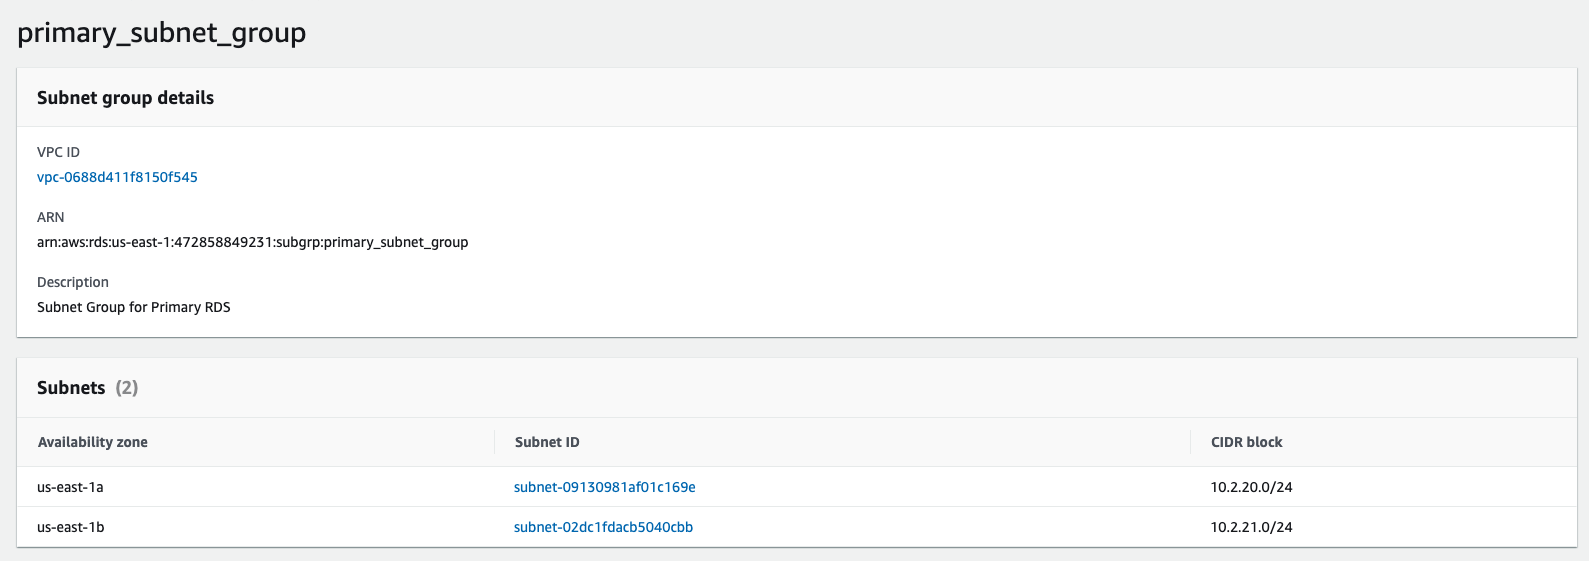 primary_subnet_group
Subnet group details
VPC ID
vpc-0688d411f8150f545
ARN
arn:aws:rds:us-east-1:472858849231:subgrp:primary_subnet_group
Description
Subnet Group for Primary RDS
Subnets (2)
Availability zone Subnet ID CIDR block
us-east-1a subnet-09130981af01c169e 10.2.20.0/24
us-east-1b subnet-02dc1fdacb5040cbb 10.2.21.0/24